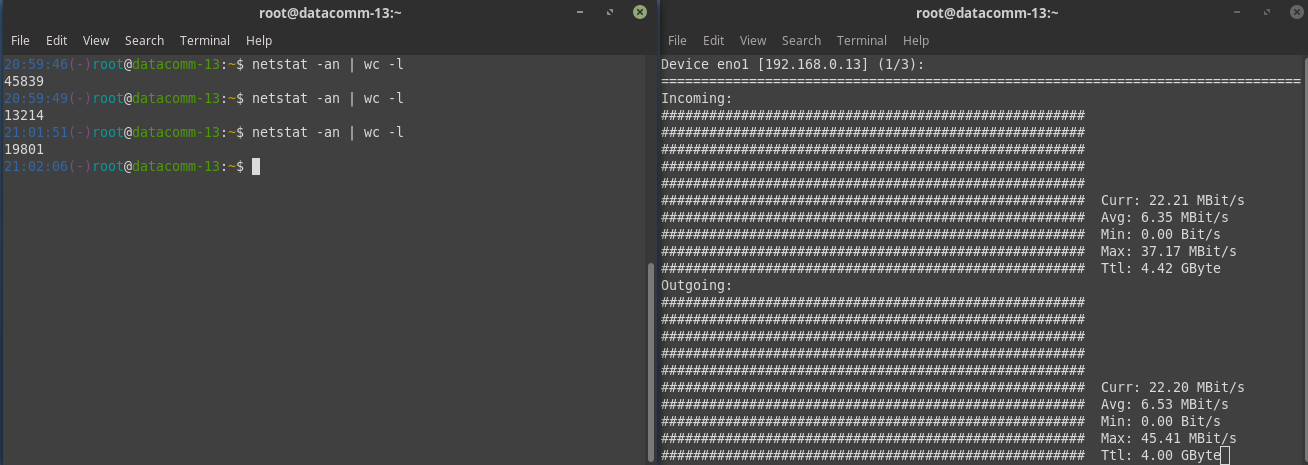 root@datacomm-13:~
File Edit View Search Terminal Help
20:59:46(-)root@datacomm-13:~$ netstat -an | wc -l
45839
20:59:49(-)root@datacomm-13:~$ netstat -an | wc -l
13214
21:01:51(-)root@datacomm-13:~$ netstat -an | wc -l
19801
21:02:06(-)root@datacomm-13:~$
root@datacomm-13:~
File Edit View Search Terminal Help
Device eno1 [192.168.0.13] (1/3):
================================================================================
Incoming:
#####################################################
#####################################################
#####################################################
#####################################################
#####################################################
##################################################### Curr: 22.21 MBit/s
##################################################### Avg: 6.35 MBit/s
##################################################### Min: 0.00 Bit/s
##################################################### Max: 37.17 MBit/s
##################################################### Ttl: 4.42 GByte
Outgoing:
#####################################################
#####################################################
#####################################################
#####################################################
#####################################################
##################################################### Curr: 22.20 MBit/s
##################################################### Avg: 6.53 MBit/s
##################################################### Min: 0.00 Bit/s
##################################################### Max: 45.41 MBit/s
##################################################### Ttl: 4.00 GByte